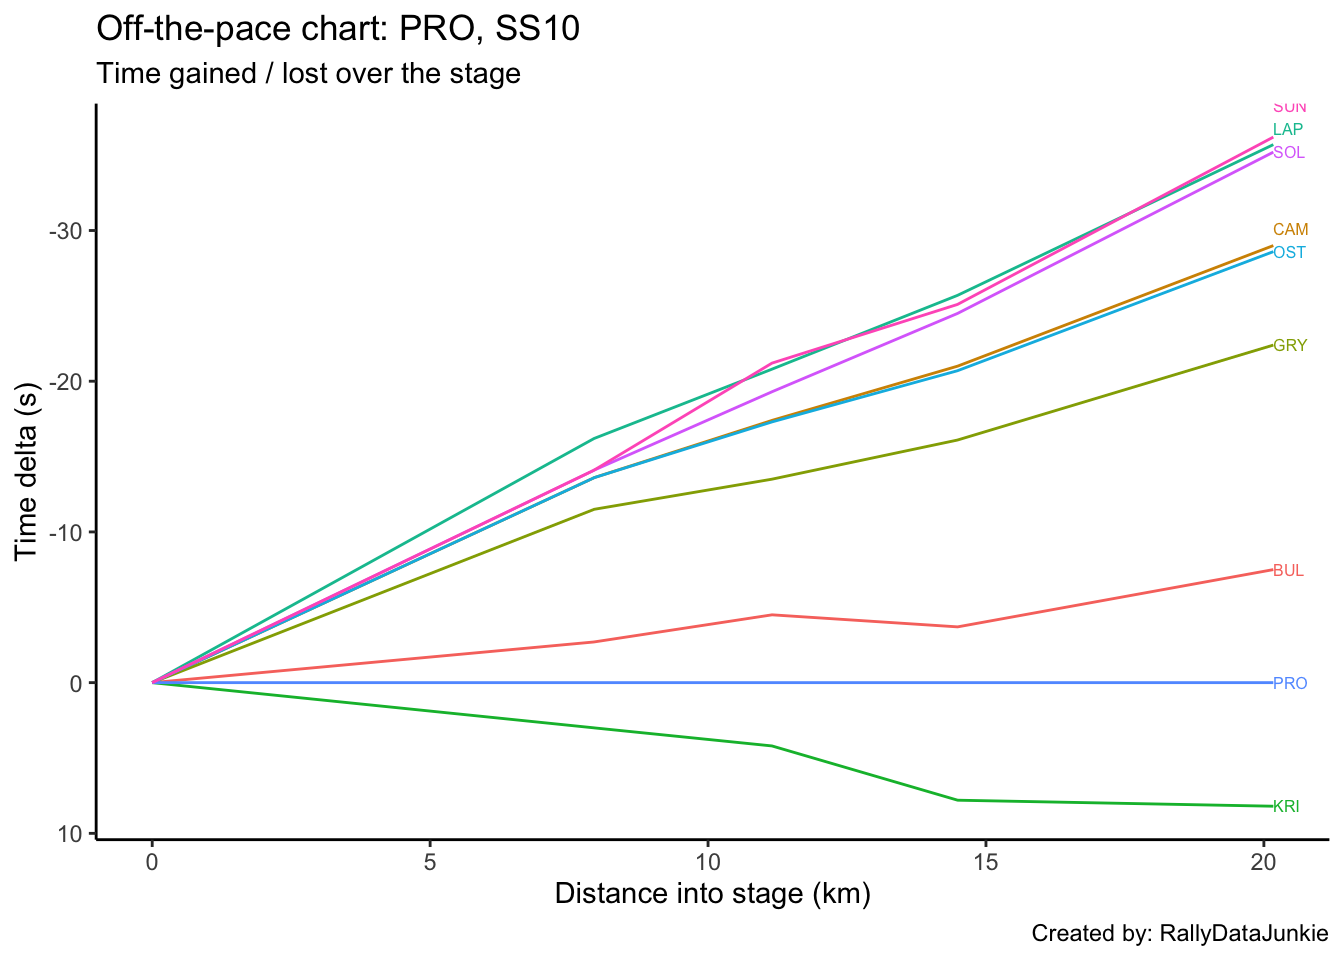 Off-the-pace chart: PRO, SS10
Time gained / lost over the stage
SUN
LAP
SOL
-30
CAM
OST
GRY
-20
Time delta (s)
-10
BUL
0
PRO
KRI
10
0 5 10 15 20
Distance into stage (km)
Created by: RallyDataJunkie